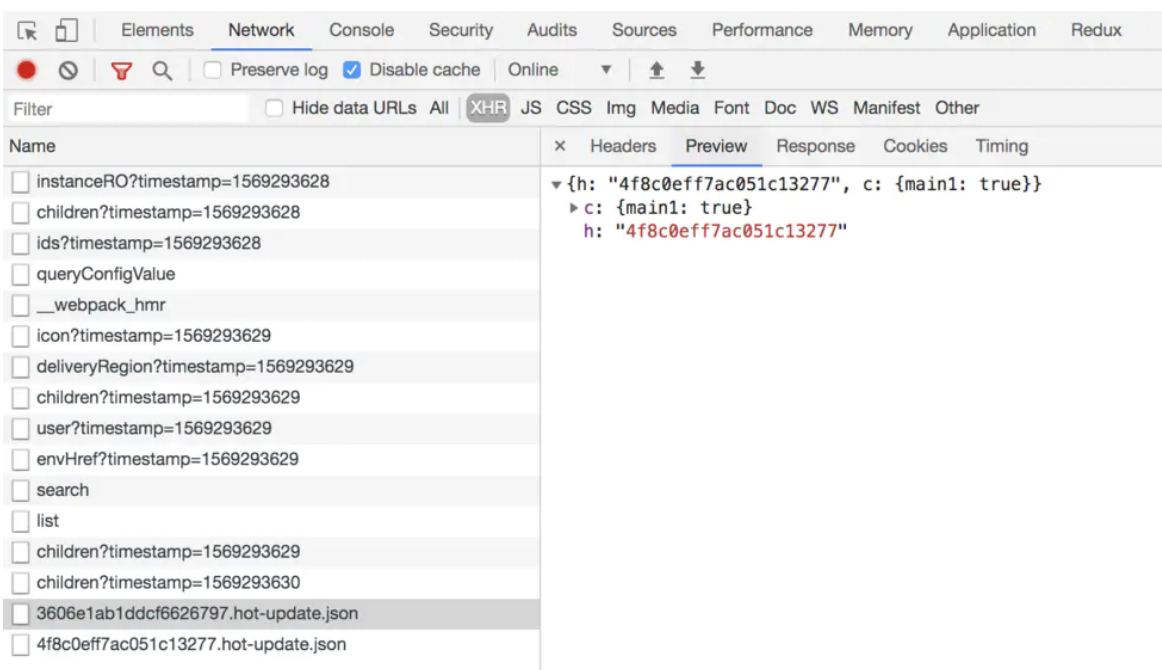 Elements Network Console Security Audits Sources Performance Memory Application Redux
Preserve log Disable cache Online
Filter Hide data URLs All XHR JS CSS Img Media Font Doc WS Manifest Other
Name
instanceRO?timestamp=1569293628
children?timestamp=1569293628
ids?timestamp=1569293628
queryConfigValue
__webpack_hmr
icon?timestamp=1569293629
deliveryRegion?timestamp=1569293629
children?timestamp=1569293629
user?timestamp=1569293629
envHref?timestamp=1569293629
search
list
children?timestamp=1569293629
children?timestamp=1569293630
3606e1ab1ddcf6626797.hot-update.json
4f8c0eff7ac051c13277.hot-update.json
× Headers Preview Response Cookies Timing
{h: "4f8c0eff7ac051c13277", c: {main1: true}}
c: {main1: true}
h: "4f8c0eff7ac051c13277"